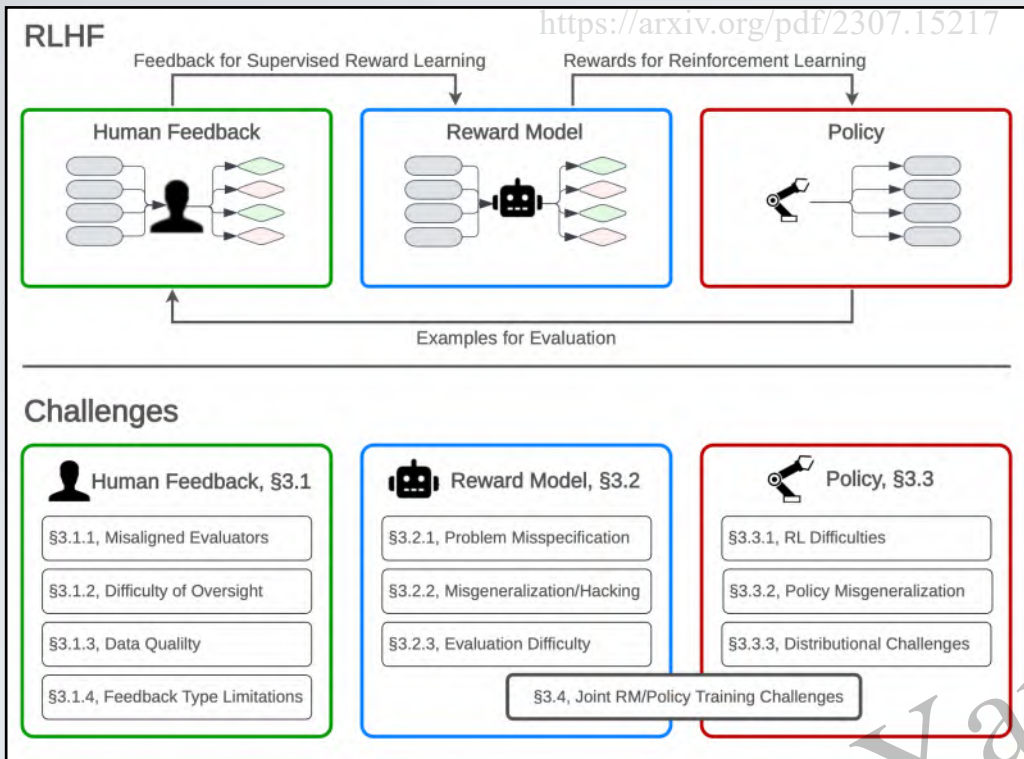 https://arxiv.org/pdf/2307.15217
RLHF
Feedback for Supervised Reward Learning
Rewards for Reinforcement Learning
Human Feedback
Reward Model
Policy
Examples for Evaluation
Challenges
Human Feedback, §3.1
§3.1.1, Misaligned Evaluators
§3.1.2, Difficulty of Oversight
§3.1.3, Data Qualilty
§3.1.4, Feedback Type Limitations
Reward Model, §3.2
§3.2.1, Problem Misspecification
§3.2.2, Misgeneralization/Hacking
§3.2.3, Evaluation Difficulty
Policy, §3.3
§3.3.1, RL Difficulties
§3.3.2, Policy Misgeneralization
§3.3.3, Distributional Challenges
§3.4, Joint RM/Policy Training Challenges